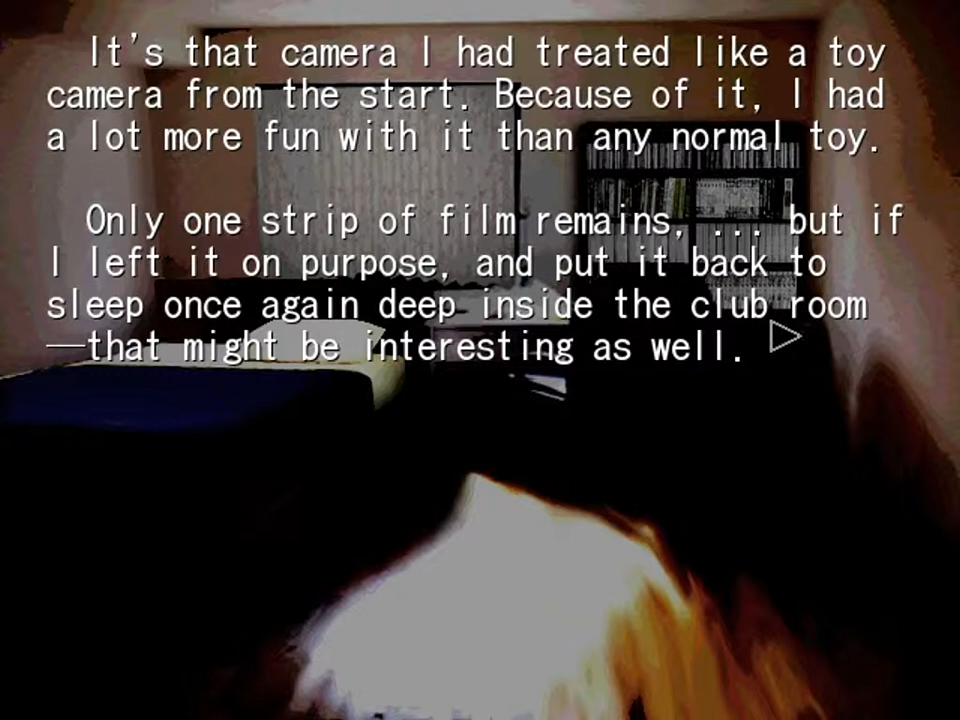 It's that camera I had treated like a toy
camera from the start. Because of it, I had
a lot more fun with it than any normal toy.
Only one strip of film remains, ... but if
I left it on purpose, and put it back to
sleep once again deep inside the club room
―that might be interesting as well.